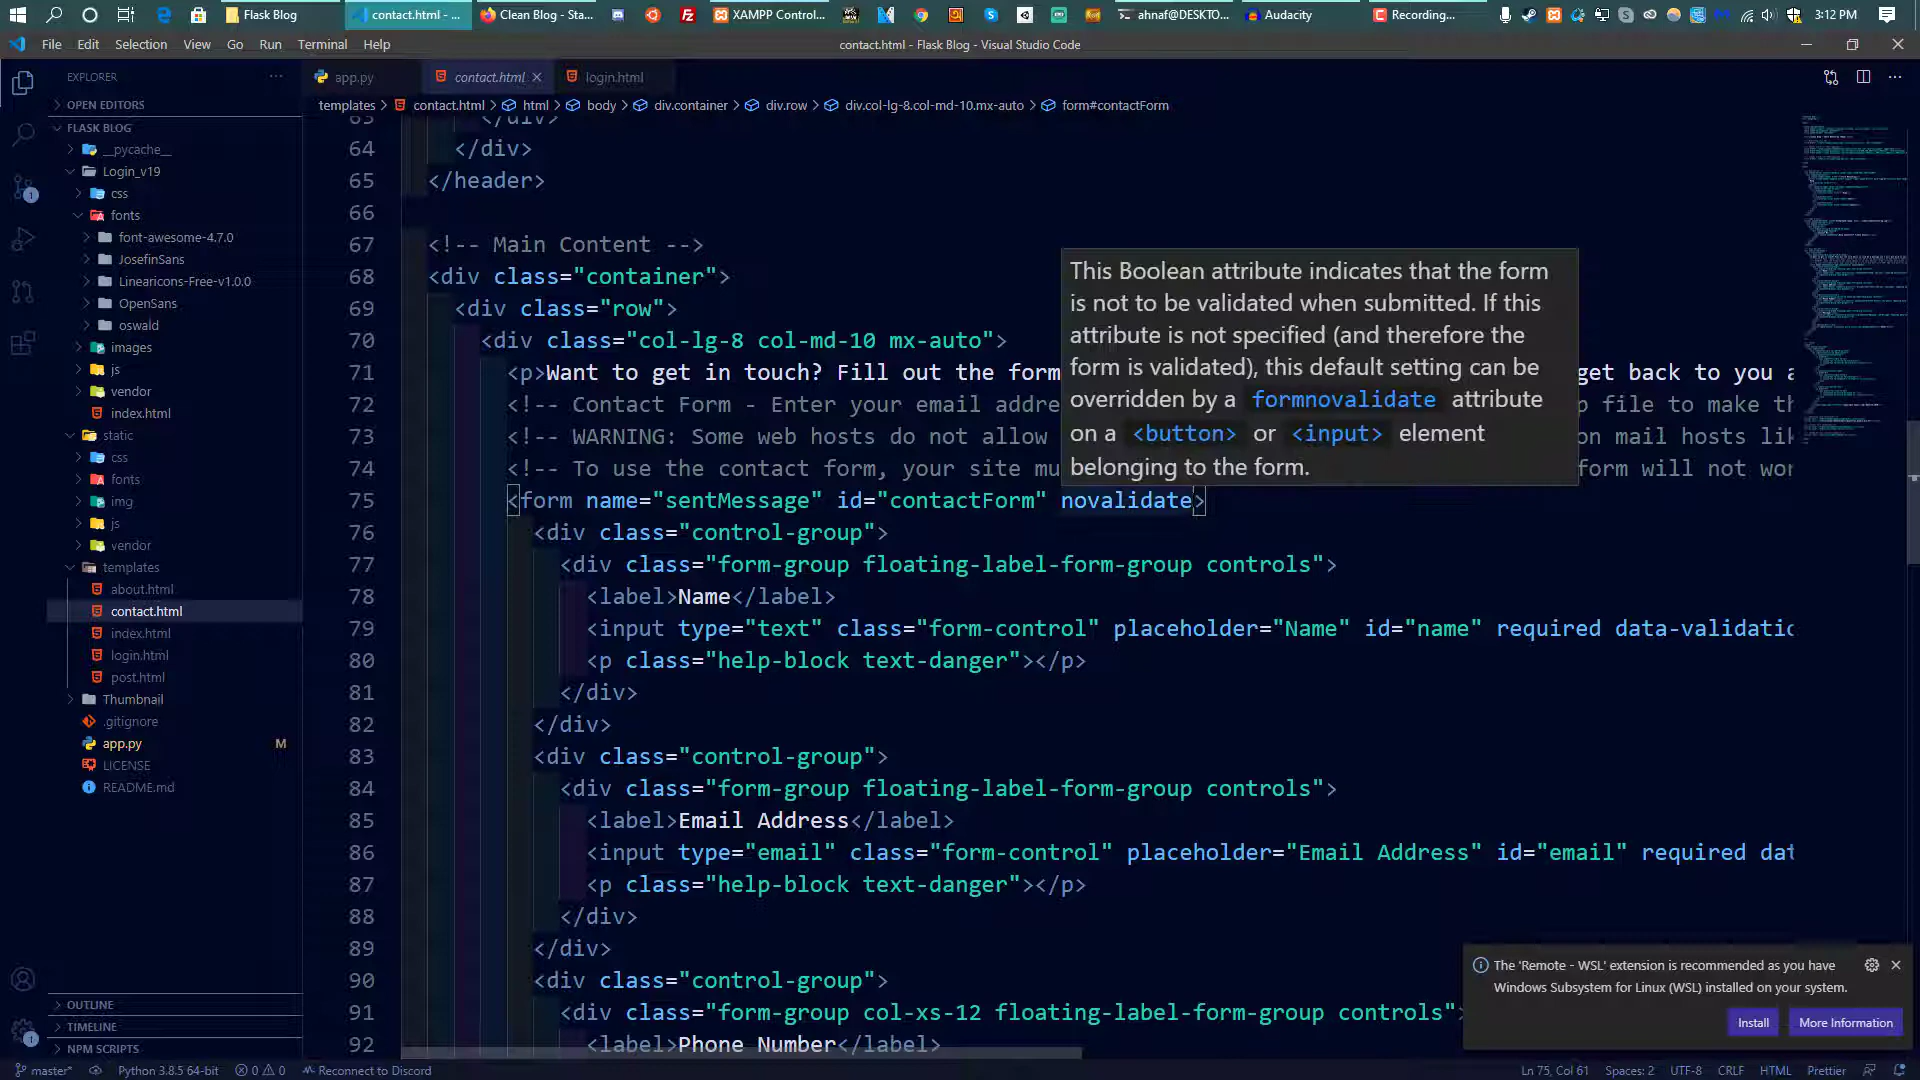 Flask Blog
contact.html - ...
Clean Blog - Sta...
XAMPP Control...
ahnaf@DESKTO...
Audacity
Recording...
3:12 PM
File Edit Selection View Go Run Terminal Help
contact.html - Flask Blog - Visual Studio Code
EXPLORER
OPEN EDITORS
FLASK BLOG
__pycache__
Login_v19
css
fonts
font-awesome-4.7.0
JosefinSans
Linearicons-Free-v1.0.0
OpenSans
oswald
images
js
vendor
index.html
static
css
fonts
img
js
vendor
templates
about.html
contact.html
index.html
login.html
post.html
Thumbnail
.gitignore
app.py M
LICENSE
README.md
OUTLINE
TIMELINE
NPM SCRIPTS
1
1
app.py
contact.html
login.html
templates > contact.html > html > body > div.container > div.row > div.col-lg-8.col-md-10.mx-auto > form#contactForm
63 </div>
64 </div>
65 </header>
66
67 <!-- Main Content -->
68 <div class="container">
69 <div class="row">
70 <div class="col-lg-8 col-md-10 mx-auto">
71 <p>Want to get in touch? Fill out the form get back to you a
72 <!-- Contact Form - Enter your email addre p file to make th
73 <!-- WARNING: Some web hosts do not allow on mail hosts lik
74 <!-- To use the contact form, your site mu form will not wor
75 <form name="sentMessage" id="contactForm" novalidate>
76 <div class="control-group">
77 <div class="form-group floating-label-form-group controls">
78 <label>Name</label>
79 <input type="text" class="form-control" placeholder="Name" id="name" required data-validatio
80 <p class="help-block text-danger"></p>
81 </div>
82 </div>
83 <div class="control-group">
84 <div class="form-group floating-label-form-group controls">
85 <label>Email Address</label>
86 <input type="email" class="form-control" placeholder="Email Address" id="email" required dat
87 <p class="help-block text-danger"></p>
88 </div>
89 </div>
90 <div class="control-group">
91 <div class="form-group col-xs-12 floating-label-form-group controls">
92 <label>Phone Number</label>
This Boolean attribute indicates that the form
is not to be validated when submitted. If this
attribute is not specified (and therefore the
form is validated), this default setting can be
overridden by a formnovalidate attribute
on a <button> or <input> element
belonging to the form.
The 'Remote - WSL' extension is recommended as you have
Windows Subsystem for Linux (WSL) installed on your system.
Install
More Information
master* Python 3.8.5 64-bit 0 0 Reconnect to Discord
Ln 75, Col 61 Spaces: 2 UTF-8 CRLF HTML Prettier